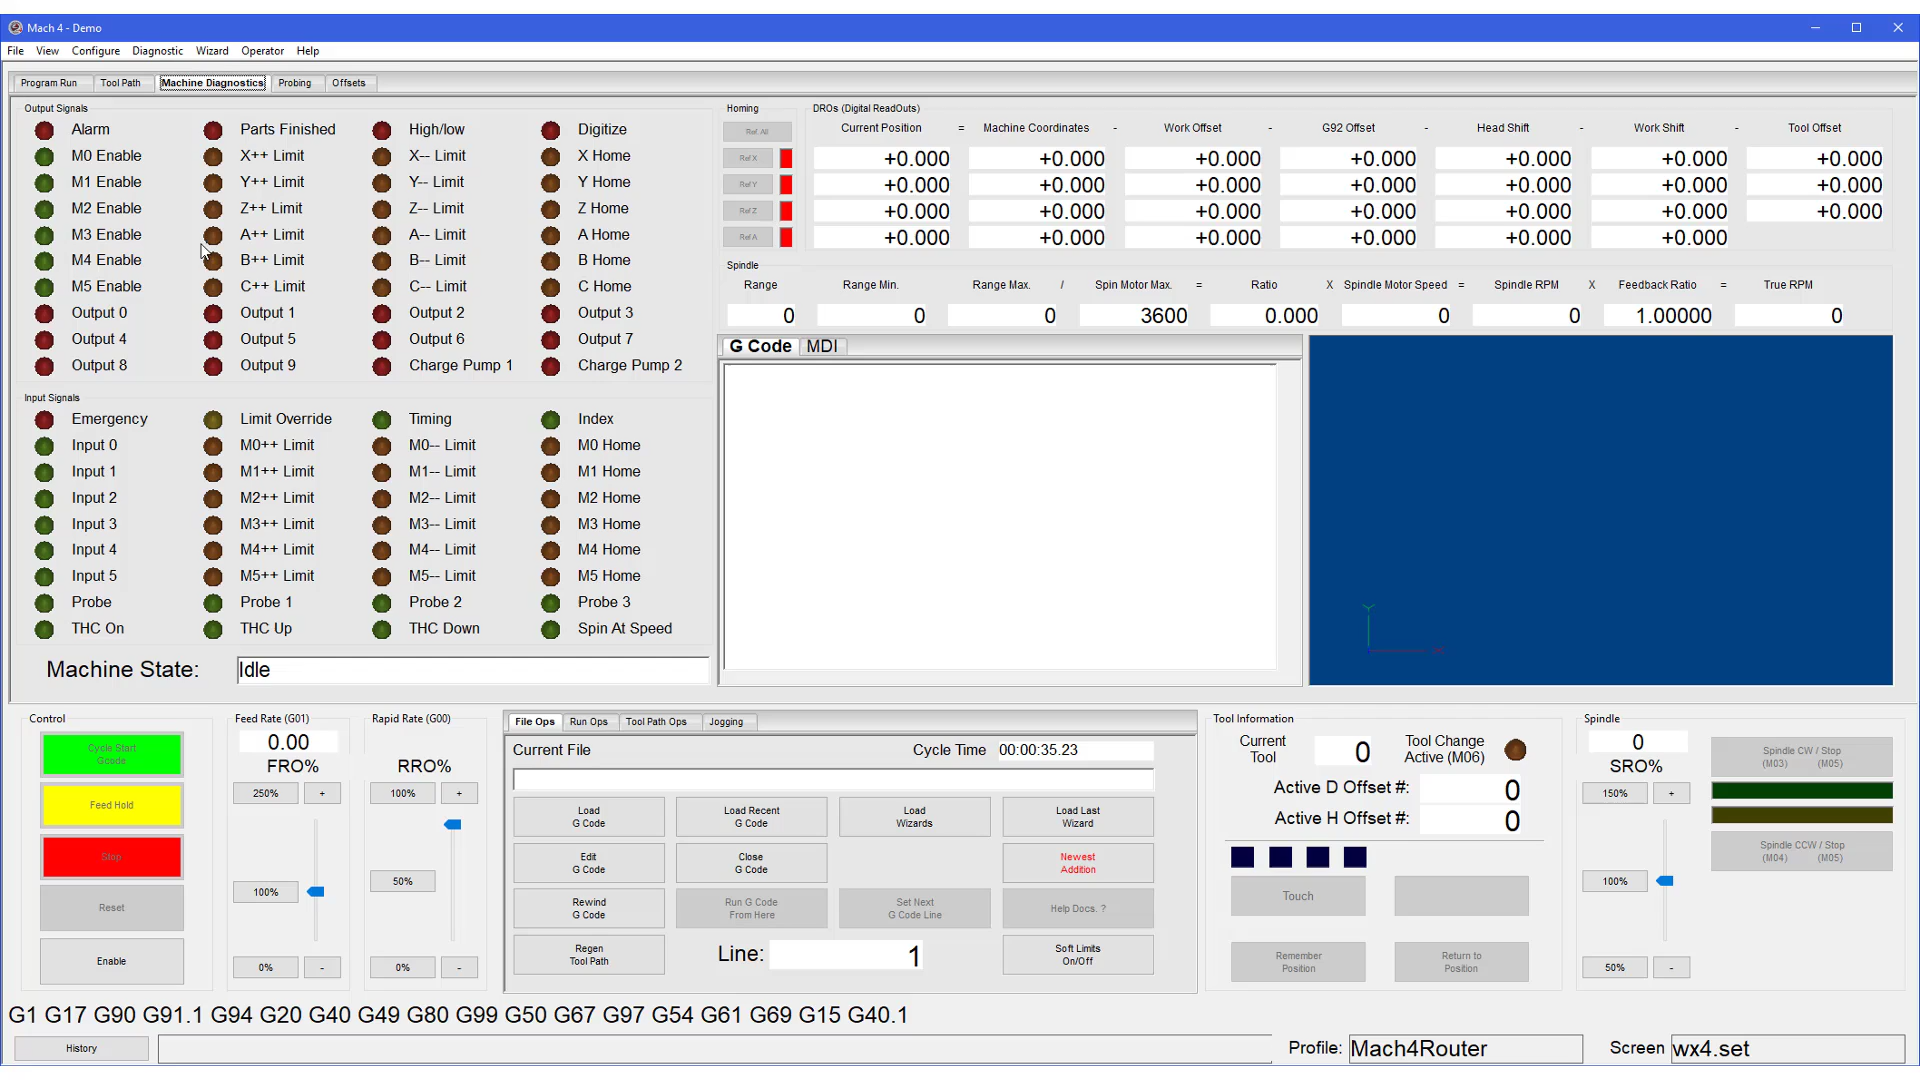 Mach 4 - Demo
File View Configure Diagnostic Wizard Operator Help
Program Run Tool Path Machine Diagnostics Probing Offsets
Output Signals
Alarm Parts Finished High/low Digitize
M0 Enable X++ Limit X-- Limit X Home
M1 Enable Y++ Limit Y-- Limit Y Home
M2 Enable Z++ Limit Z-- Limit Z Home
M3 Enable A++ Limit A-- Limit A Home
M4 Enable B++ Limit B-- Limit B Home
M5 Enable C++ Limit C-- Limit C Home
Output 0 Output 1 Output 2 Output 3
Output 4 Output 5 Output 6 Output 7
Output 8 Output 9 Charge Pump 1 Charge Pump 2
Input Signals
Emergency Limit Override Timing Index
Input 0 M0++ Limit M0-- Limit M0 Home
Input 1 M1++ Limit M1-- Limit M1 Home
Input 2 M2++ Limit M2-- Limit M2 Home
Input 3 M3++ Limit M3-- Limit M3 Home
Input 4 M4++ Limit M4-- Limit M4 Home
Input 5 M5++ Limit M5-- Limit M5 Home
Probe Probe 1 Probe 2 Probe 3
THC On THC Up THC Down Spin At Speed
Machine State: Idle
Homing
Ref. All
Ref X
Ref Y
Ref Z
Ref A
DROs (Digital ReadOuts)
Current Position = Machine Coordinates - Work Offset - G92 Offset - Head Shift - Work Shift - Tool Offset
+0.000 +0.000 +0.000 +0.000 +0.000 +0.000 +0.000
+0.000 +0.000 +0.000 +0.000 +0.000 +0.000 +0.000
+0.000 +0.000 +0.000 +0.000 +0.000 +0.000 +0.000
+0.000 +0.000 +0.000 +0.000 +0.000 +0.000
Spindle
Range Range Min. Range Max. / Spin Motor Max. = Ratio X Spindle Motor Speed = Spindle RPM X Feedback Ratio = True RPM
0 0 0 3600 0.000 0 0 1.00000 0
G Code MDI
Control
Cycle Start
Gcode
Feed Hold
Stop
Reset
Enable
Feed Rate (G01)
0.00
FRO%
250% +
100%
0% -
Rapid Rate (G00)
RRO%
100% +
50%
0% -
File Ops Run Ops Tool Path Ops Jogging
Current File Cycle Time 00:00:35.23
Load
G Code
Load Recent
G Code
Load
Wizards
Load Last
Wizard
Edit
G Code
Close
G Code
Newest
Addition
Rewind
G Code
Run G Code
From Here
Set Next
G Code Line
Help Docs. ?
Regen
Tool Path
Line: 1
Soft Limits
On/Off
Tool Information
Current
Tool
0
Tool Change
Active (M06)
Active D Offset #: 0
Active H Offset #: 0
Touch
Remember
Position
Return to
Position
Spindle
0
SRO%
150% +
100%
50% -
Spindle CW / Stop
(M03) (M05)
Spindle CCW / Stop
(M04) (M05)
G1 G17 G90 G91.1 G94 G20 G40 G49 G80 G99 G50 G67 G97 G54 G61 G69 G15 G40.1
History Profile: Mach4Router Screen wx4.set